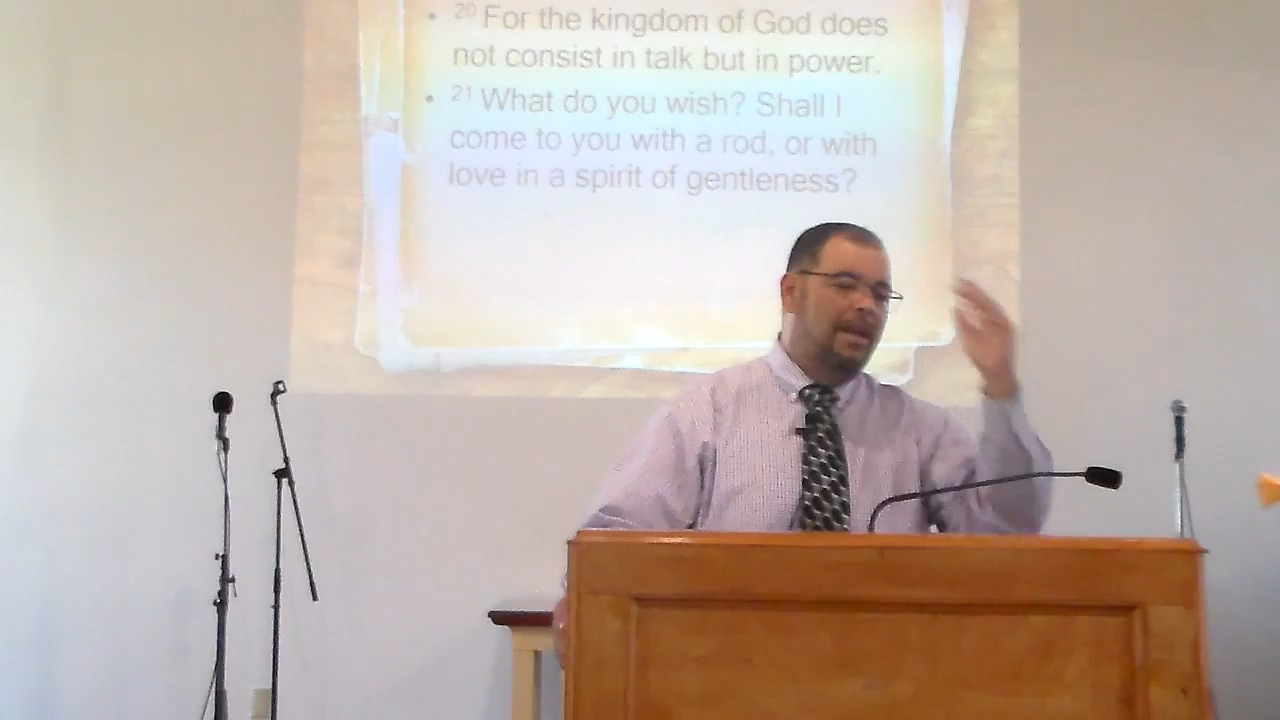 • 20 For the kingdom of God does
not consist in talk but in power.
• 21 What do you wish? Shall I
come to you with a rod, or with
love in a spirit of gentleness?